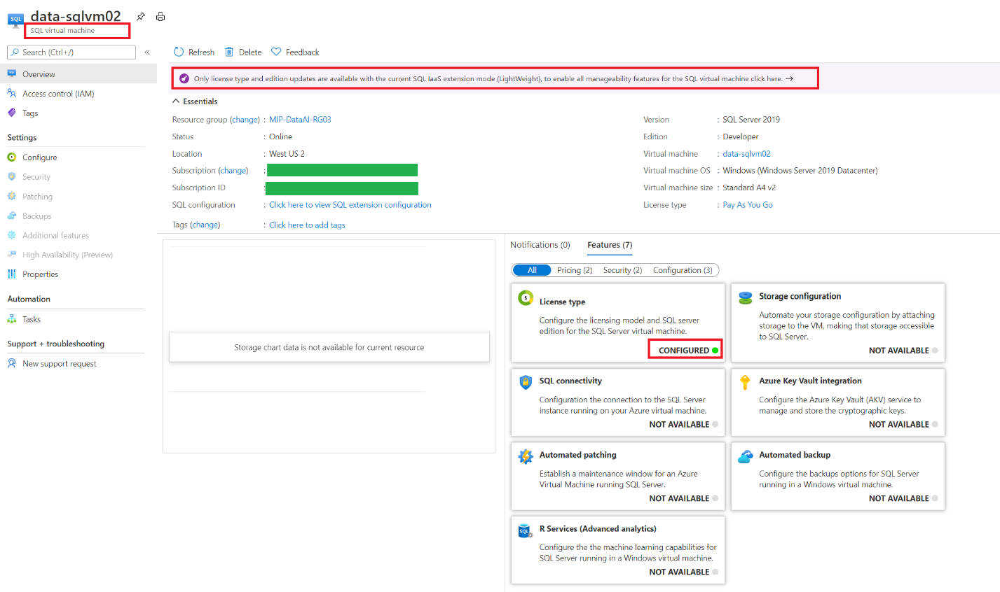 SQL
data-sqlvm02
SQL virtual machine
Search (Ctrl+/)
«
Refresh
Delete
Feedback
Only license type and edition updates are available with the current SQL IaaS extension mode (LightWeight), to enable all manageability features for the SQL virtual machine click here. →
Overview
Access control (IAM)
Tags
Settings
Configure
Security
Patching
Backups
Additional features
High Availability (Preview)
Properties
Automation
Tasks
Support + troubleshooting
New support request
Essentials
Resource group (change) : MIP-DataAI-RG03
Status : Online
Location : West US 2
Subscription (change) :
Subscription ID :
SQL configuration : Click here to view SQL extension configuration
Tags (change) : Click here to add tags
Version : SQL Server 2019
Edition : Developer
Virtual machine : data-sqlvm02
Virtual machine OS : Windows (Windows Server 2019 Datacenter)
Virtual machine size : Standard A4 v2
License type : Pay As You Go
Storage chart data is not available for current resource
Notifications (0) Features (7)
All Pricing (2) Security (2) Configuration (3)
License type
Configure the licensing model and SQL server
edition for the SQL Server virtual machine.
CONFIGURED
Storage configuration
Automate your storage configuration by attaching
storage to the VM, making that storage accessible
to SQL Server.
NOT AVAILABLE
SQL connectivity
Configuration the connection to the SQL Server
instance running on your Azure virtual machine.
NOT AVAILABLE
Azure Key Vault integration
Configure the Azure Key Vault (AKV) service to
manage and store the cryptographic keys.
NOT AVAILABLE
Automated patching
Establish a maintenance window for an Azure
Virtual Machine running SQL Server.
NOT AVAILABLE
Automated backup
Configure the backups options for SQL Server
running in a Windows virtual machine.
NOT AVAILABLE
SQL
R Services (Advanced analytics)
Configure the the machine learning capabilities for
SQL Server running in a Windows virtual machine.
NOT AVAILABLE